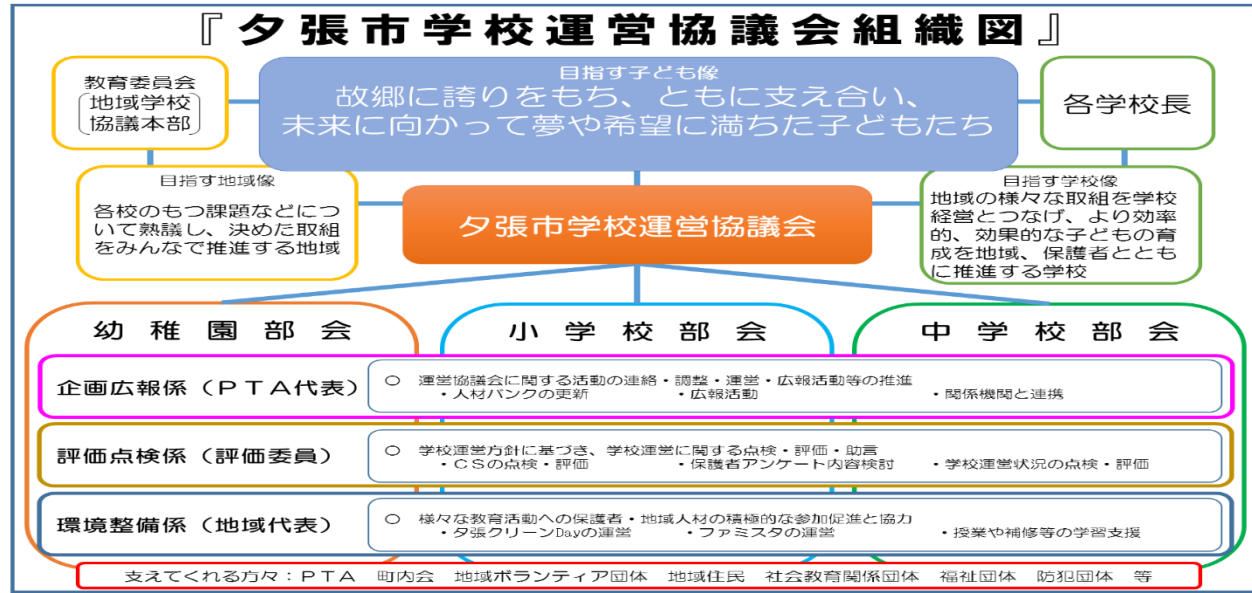 『夕張市学校運営協議会組織図』
教育委員会
地域学校
協議本部
目指す子ども像
故郷に誇りをもち、ともに支え合い、
未来に向かって夢や希望に満ちた子どもたち
各学校長
目指す地域像
各校のもつ課題などにつ
いて熟議し、決めた取組
をみんなで推進する地域
夕張市学校運営協議会
目指す学校像
地域の様々な取組を学校
経営とつなげ、より効率
的、効果的な子どもの育
成を地域、保護者ととも
に推進する学校
幼稚園部会
小学校部会
中学校部会
企画広報係(PTA代表)
○ 運営協議会に関する活動の連絡・調整・運営・広報活動等の推進
・人材バンクの更新 ・広報活動 ・関係機関と連携
評価点検係(評価委員)
○ 学校運営方針に基づき、学校運営に関する点検・評価・助言
・CSの点検・評価 ・保護者アンケート内容検討 ・学校運営状況の点検・評価
環境整備係(地域代表)
○ 様々な教育活動への保護者・地域人材の積極的な参加促進と協力
・夕張クリーンDayの運営 ・ファミスタの運営 ・授業や補修等の学習支援
支えてくれる方々:PTA 町内会 地域ボランティア団体 地域住民 社会教育関係団体 福祉団体 防犯団体 等